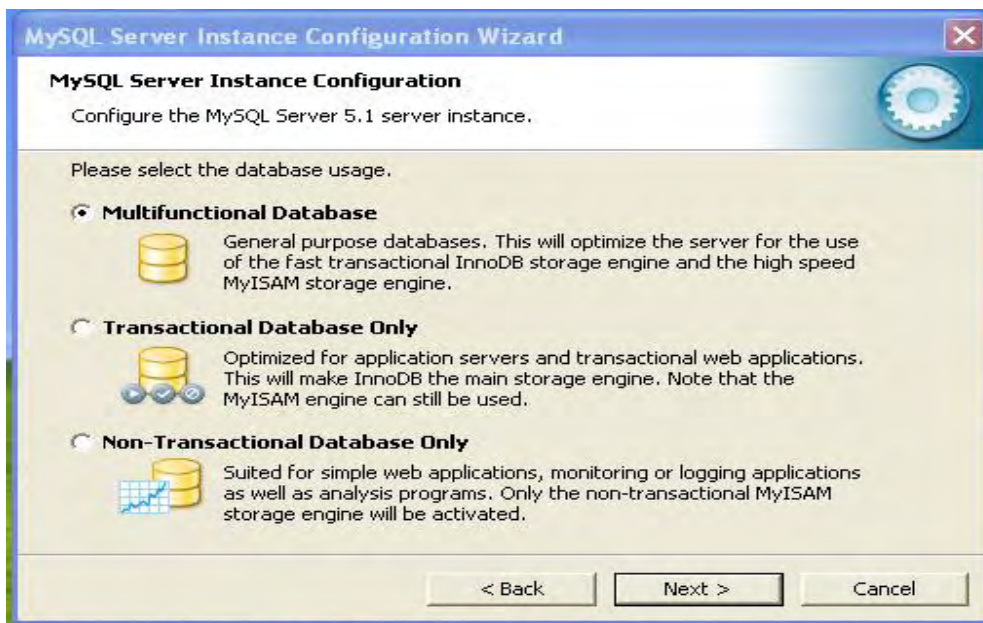 MySQL Server Instance Configuration Wizard
MySQL Server Instance Configuration
Configure the MySQL Server 5.1 server instance.
Please select the database usage.
Multifunctional Database
General purpose databases. This will optimize the server for the use
of the fast transactional InnoDB storage engine and the high speed
MyISAM storage engine.
Transactional Database Only
Optimized for application servers and transactional web applications.
This will make InnoDB the main storage engine. Note that the
MyISAM engine can still be used.
Non-Transactional Database Only
Suited for simple web applications, monitoring or logging applications
as well as analysis programs. Only the non-transactional MyISAM
storage engine will be activated.
< Back Next > Cancel